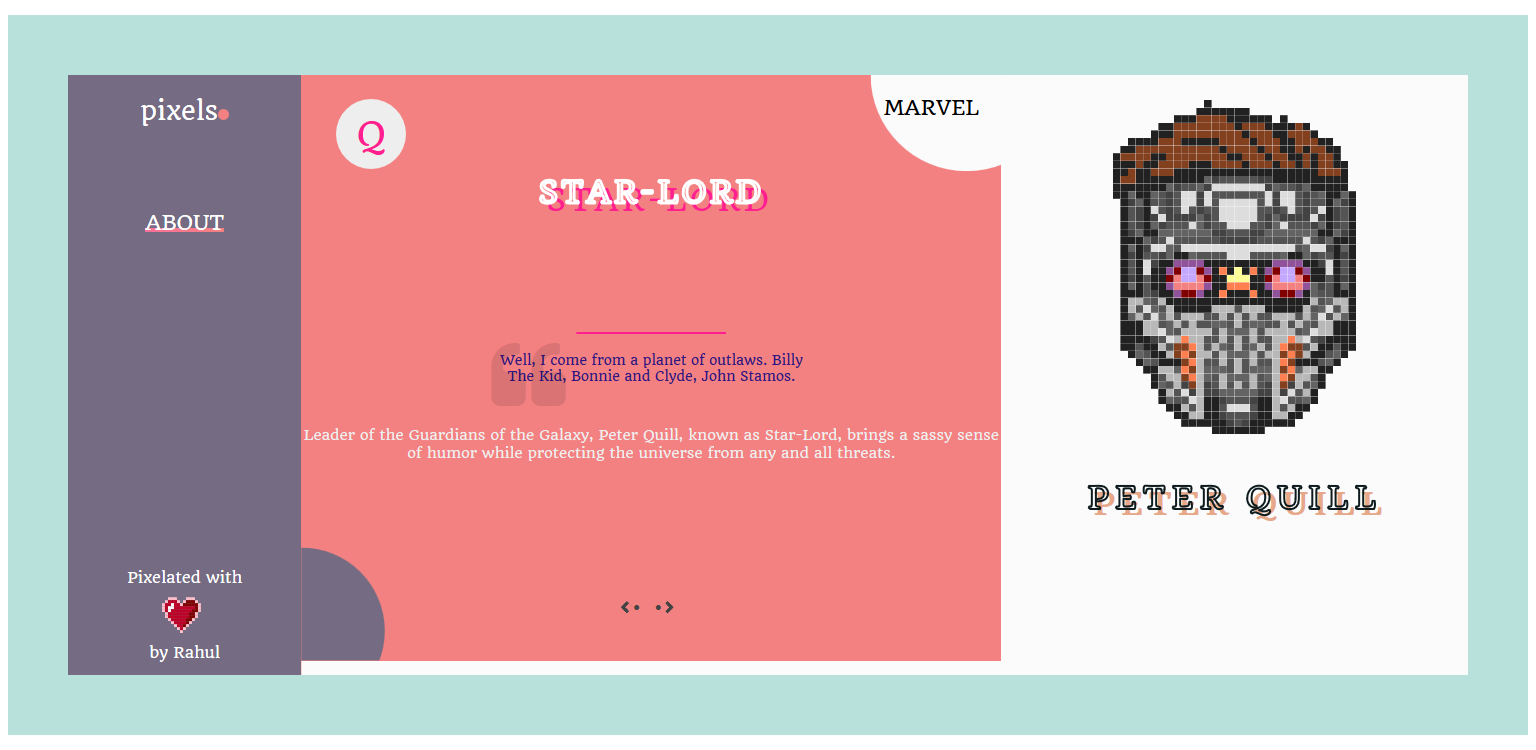 pixels
ABOUT
Pixelated with
by Rahul
Q
MARVEL
STAR-LORD
Well, I come from a planet of outlaws. Billy
The Kid, Bonnie and Clyde, John Stamos.
Leader of the Guardians of the Galaxy, Peter Quill, known as Star-Lord, brings a sassy sense
of humor while protecting the universe from any and all threats.
PETER QUILL